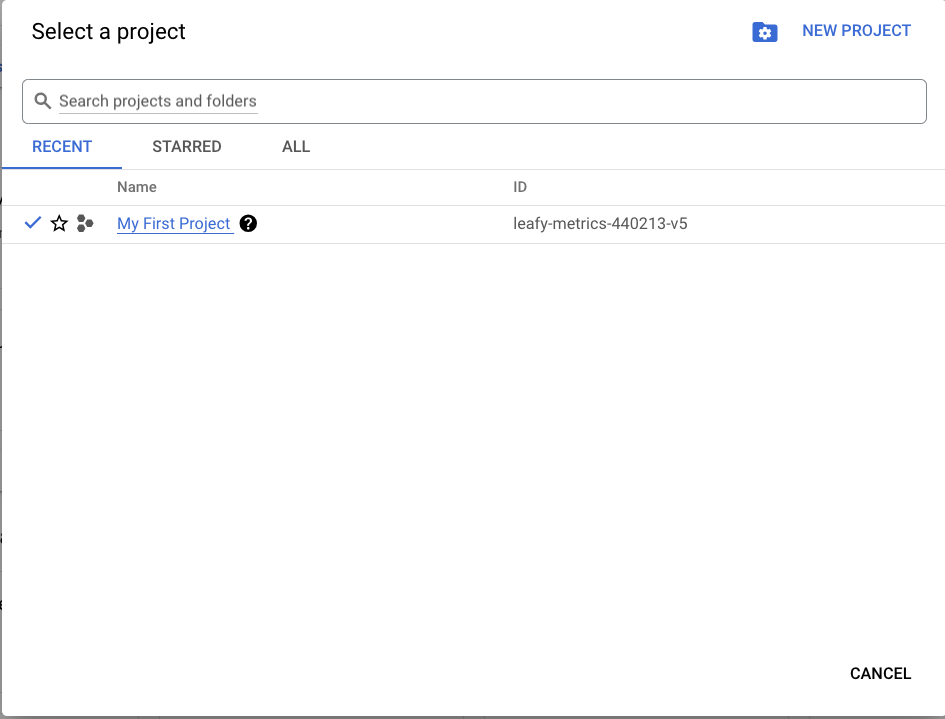 Select a project
NEW PROJECT
Search projects and folders
RECENT STARRED ALL
Name ID
My First Project leafy-metrics-440213-v5
CANCEL